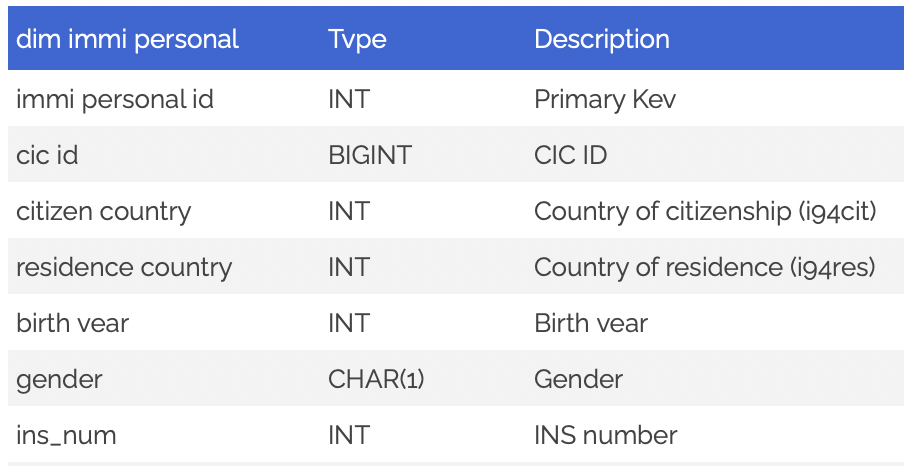 dim immi personal Tvpe Description
immi personal id INT Primary Kev
cic id BIGINT CIC ID
citizen country INT Country of citizenship (i94cit)
residence country INT Country of residence (i94res)
birth vear INT Birth vear
gender CHAR(1) Gender
ins_num INT INS number